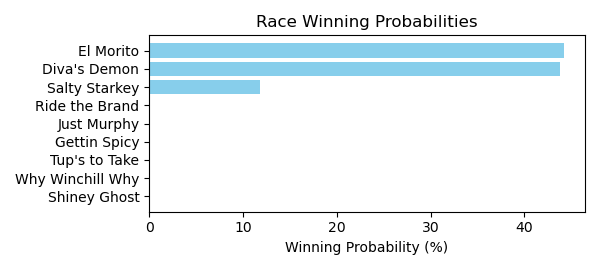 Race Winning Probabilities
El Morito
Diva's Demon
Salty Starkey
Ride the Brand
Just Murphy
Gettin Spicy
Tup's to Take
Why Winchill Why
Shiney Ghost
0 10 20 30 40
Winning Probability (%)